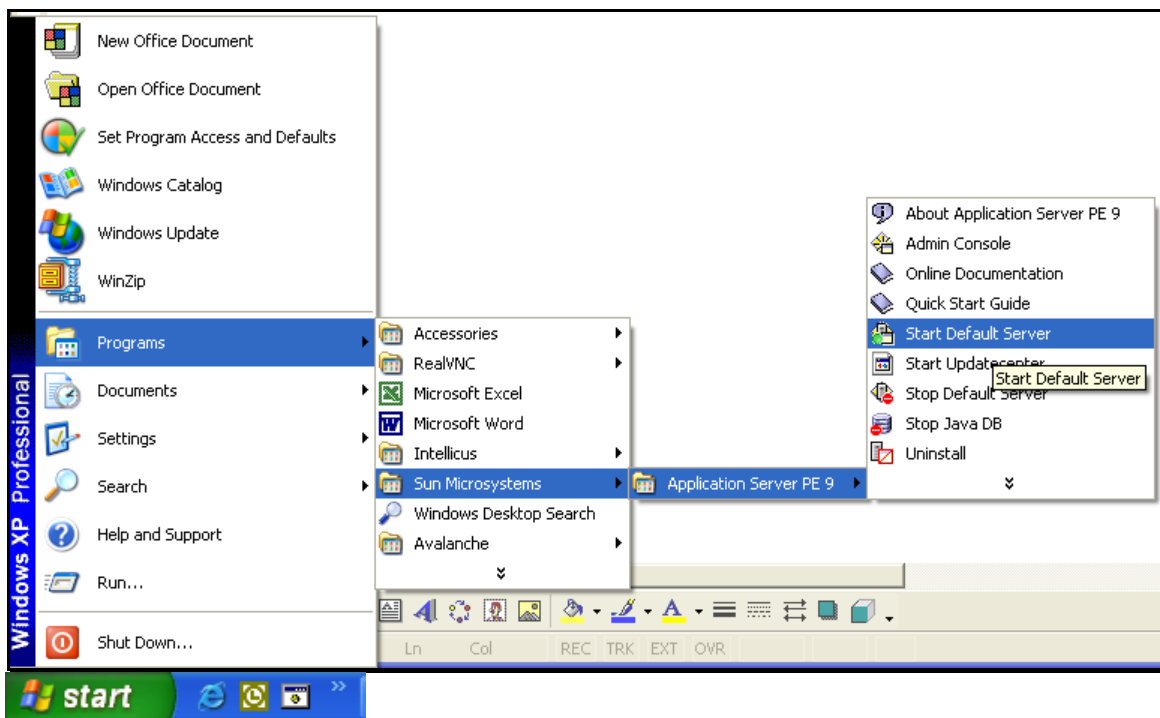 New Office Document
Open Office Document
Set Program Access and Defaults
Windows Catalog
Windows Update
WinZip
Programs
Documents
Settings
Search
Help and Support
Run...
Shut Down...
Windows XP Professional
Accessories
RealVNC
Microsoft Excel
Microsoft Word
Intellicus
Sun Microsystems
Windows Desktop Search
Avalanche
Application Server PE 9
About Application Server PE 9
Admin Console
Online Documentation
Quick Start Guide
Start Default Server
Start Updatecenter
Start Default Server
Stop Default Server
Stop Java DB
Uninstall
Ln Col REC TRK EXT OVR
start